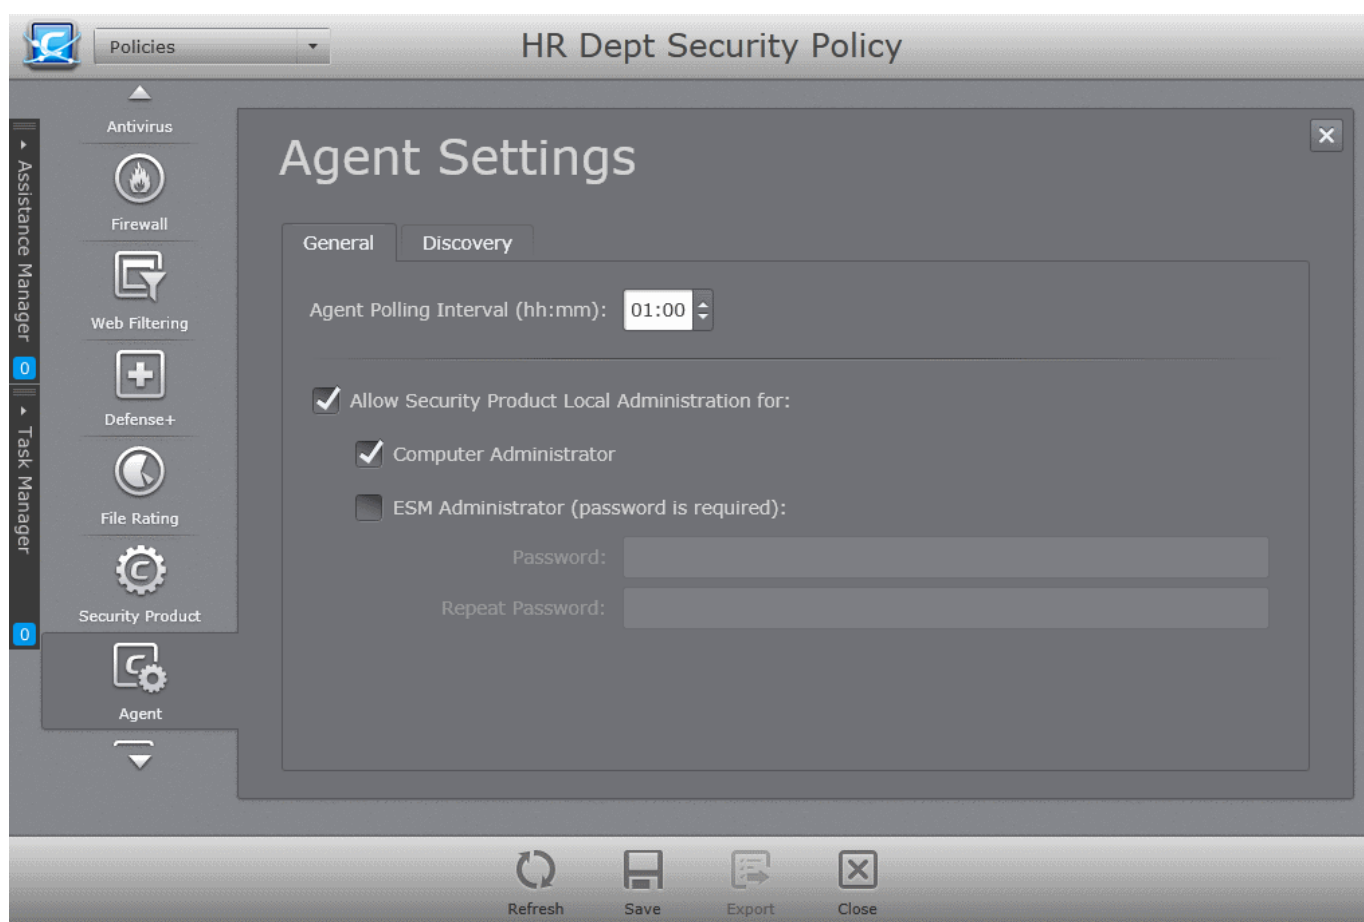 Policies
HR Dept Security Policy
Assistance Manager
0
Task Manager
0
Antivirus
Firewall
Web Filtering
Defense+
File Rating
Security Product
Agent
Agent Settings
General Discovery
Agent Polling Interval (hh:mm): 01:00
Allow Security Product Local Administration for:
Computer Administrator
ESM Administrator (password is required):
Password:
Repeat Password:
Refresh Save Export Close